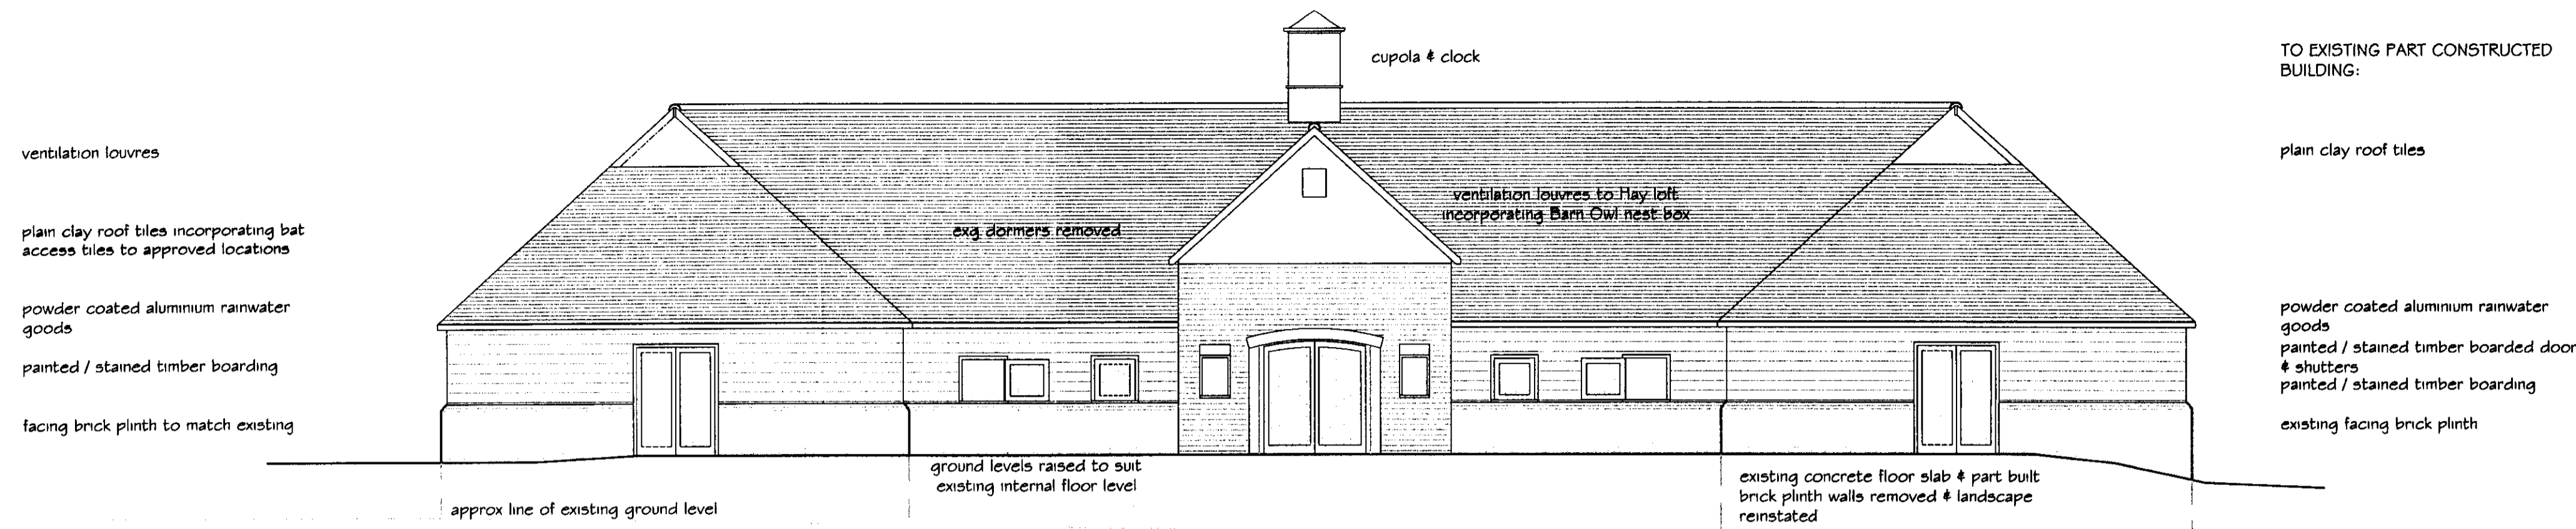 cupola & clock
TO EXISTING PART CONSTRUCTED
BUILDING:
ventilation louvres
plain clay roof tiles
ventilation louvres to Hay loft
incorporating Barn Owl nest box
plain clay roof tiles incorporating bat
access tiles to approved locations
exg dormers removed
powder coated aluminium rainwater
goods
powder coated aluminium rainwater
goods
painted / stained timber boarded door
& shutters
painted / stained timber boarding
painted / stained timber boarding
facing brick plinth to match existing
existing facing brick plinth
ground levels raised to suit
existing internal floor level
existing concrete floor slab & part built
brick plinth walls removed & landscape
reinstated
approx line of existing ground level